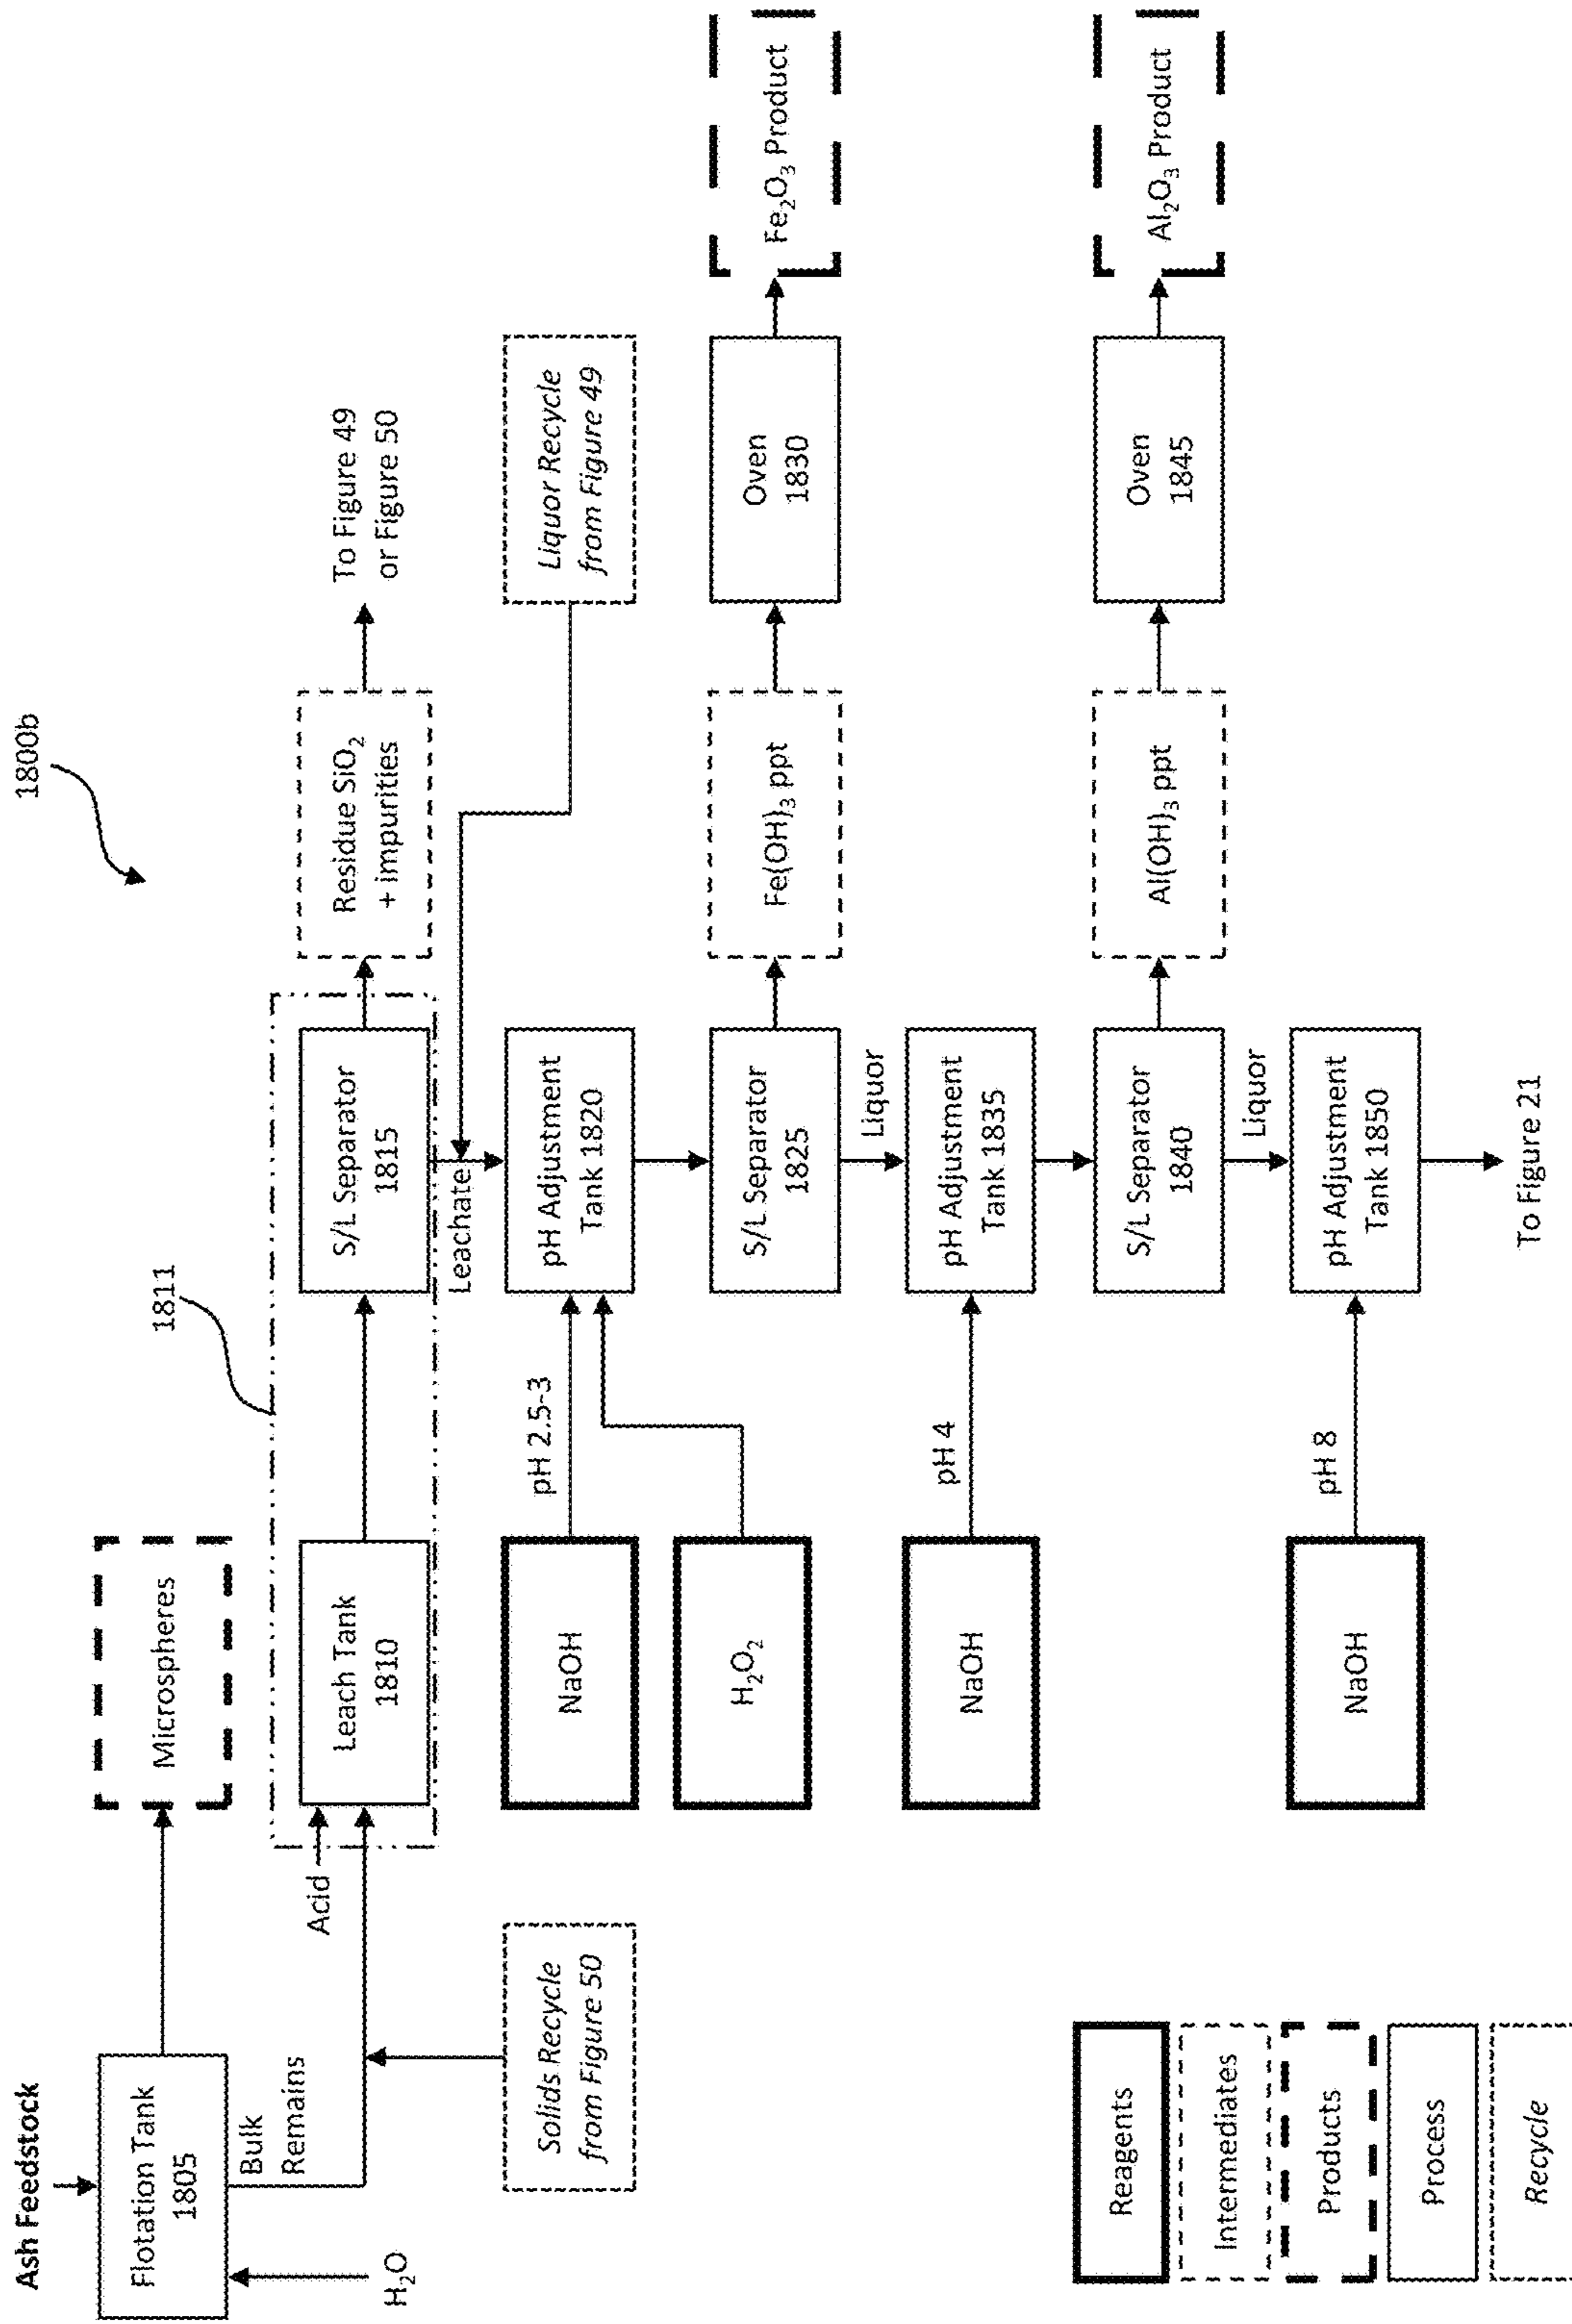 1800b
Ash Feedstock
Flotation Tank
1805
H₂O
Bulk
Remains
Microspheres
1811
Acid
Leach Tank
1810
S/L Separator
1815
Residue SiO₂
+ impurities
To Figure 49
or Figure 50
Solids Recycle
from Figure 50
Leachate
Liquor Recycle
from Figure 49
NaOH
pH 2.5-3
pH Adjustment
Tank 1820
H₂O₂
S/L Separator
1825
Fe(OH)₃ ppt
Oven
1830
Fe₂O₃ Product
Liquor
NaOH
pH 4
pH Adjustment
Tank 1835
S/L Separator
1840
Al(OH)₃ ppt
Oven
1845
Al₂O₃ Product
Liquor
NaOH
pH 8
pH Adjustment
Tank 1850
To Figure 21
Reagents
Intermediates
Products
Process
Recycle